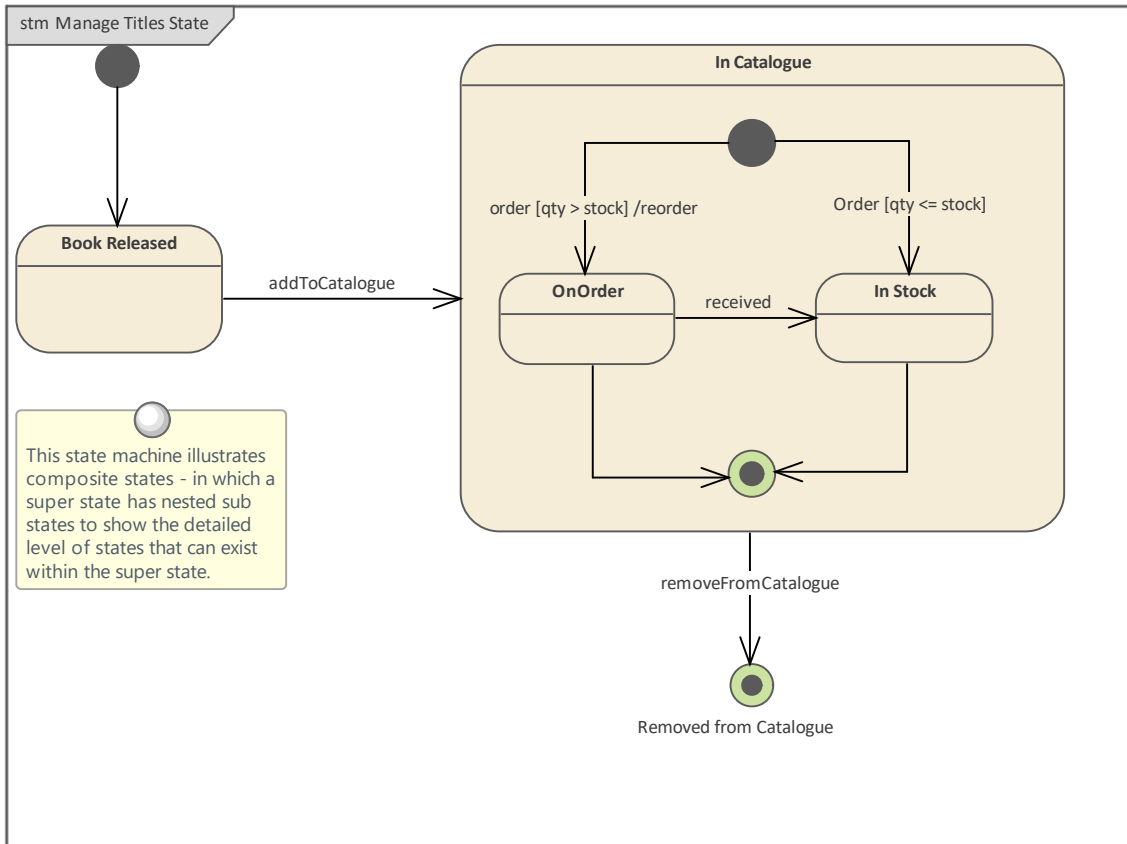 stm Manage Titles State
In Catalogue
order [qty > stock] /reorder
Order [qty <= stock]
Book Released
addToCatalogue
OnOrder
received
In Stock
This state machine illustrates
composite states - in which a
super state has nested sub
states to show the detailed
level of states that can exist
within the super state.
removeFromCatalogue
Removed from Catalogue